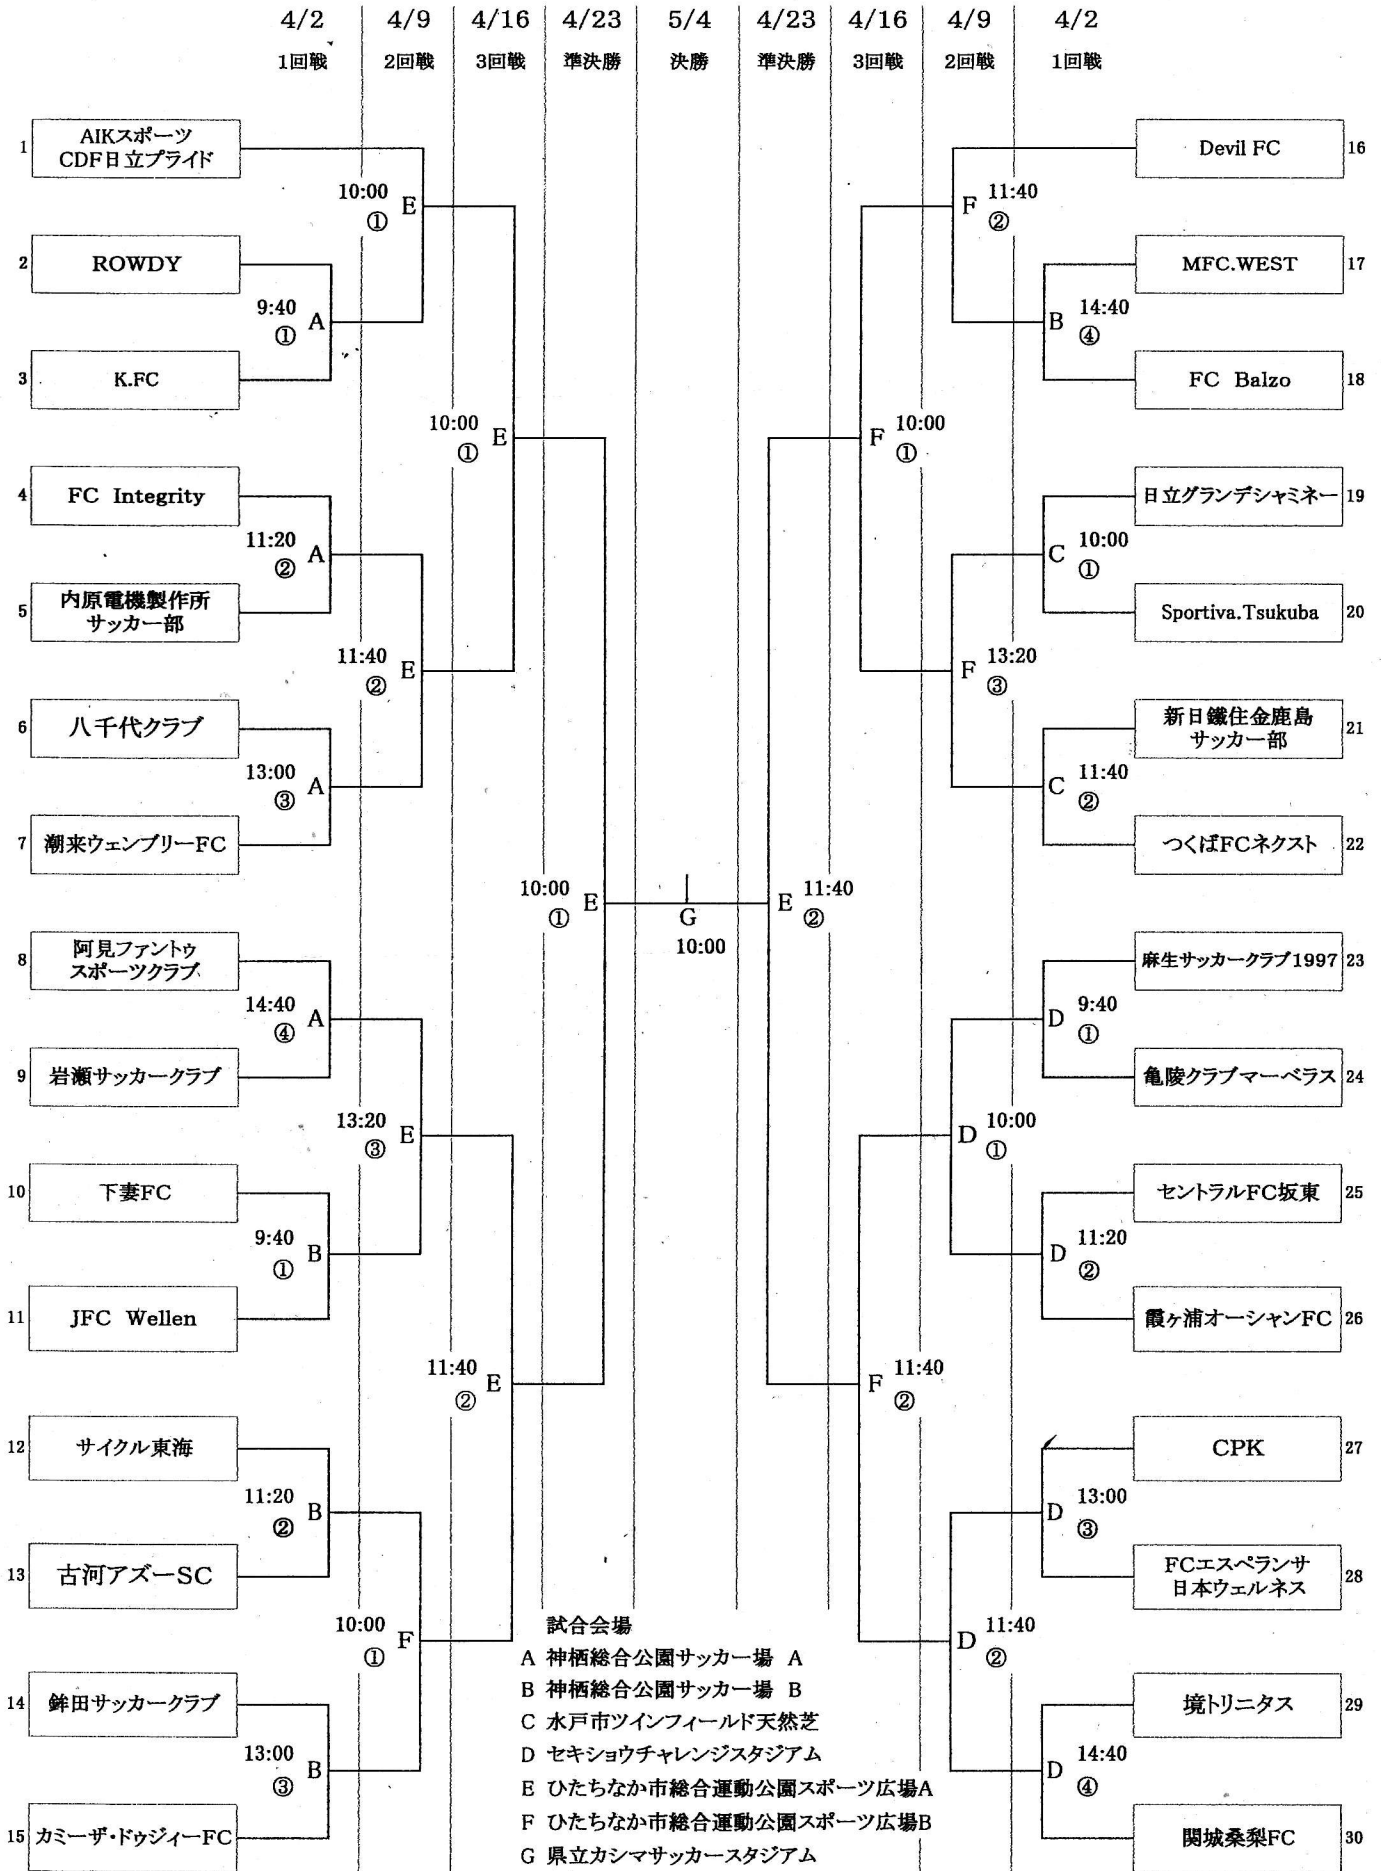 4/2 4/9 4/16 4/23 5/4 4/23 4/16 4/9 4/2
1回戦 2回戦 3回戦 準決勝 決勝 準決勝 3回戦 2回戦 1回戦
1 AIKスポーツ
CDF日立プライド
Devil FC 16
10:00 ① E
F 11:40 ②
2 ROWDY
MFC.WEST 17
9:40 ① A
B 14:40 ④
3 K.FC
FC Balzo 18
10:00 ① E
F 10:00 ①
4 FC Integrity
日立グランデシャミネー 19
11:20 ② A
C 10:00 ①
5 内原電機製作所
サッカー部
Sportiva.Tsukuba 20
11:40 ② E
F 13:20 ③
6 八千代クラブ
新日鐵住金鹿島
サッカー部 21
13:00 ③ A
C 11:40 ②
7 潮来ウェンブリーFC
つくばFCネクスト 22
10:00 ① E
G
10:00
E 11:40 ②
8 阿見ファントゥ
スポーツクラブ
麻生サッカークラブ1997 23
14:40 ④ A
D 9:40 ①
9 岩瀬サッカークラブ
亀陵クラブマーベラス 24
13:20 ③ E
D 10:00 ①
10 下妻FC
セントラルFC坂東 25
9:40 ① B
D 11:20 ②
11 JFC Wellen
霞ヶ浦オーシャンFC 26
11:40 ② E
F 11:40 ②
12 サイクル東海
CPK 27
11:20 ② B
D 13:00 ③
13 古河アズーSC
FCエスペランサ
日本ウェルネス 28
10:00 ① F
D 11:40 ②
14 鉾田サッカークラブ
境トリニタス 29
13:00 ③ B
D 14:40 ④
15 カミーザ・ドゥジィーFC
関城桑梨FC 30
試合会場
A 神栖総合公園サッカー場 A
B 神栖総合公園サッカー場 B
C 水戸市ツインフィールド天然芝
D セキショウチャレンジスタジアム
E ひたちなか市総合運動公園スポーツ広場A
F ひたちなか市総合運動公園スポーツ広場B
G 県立カシマサッカースタジアム